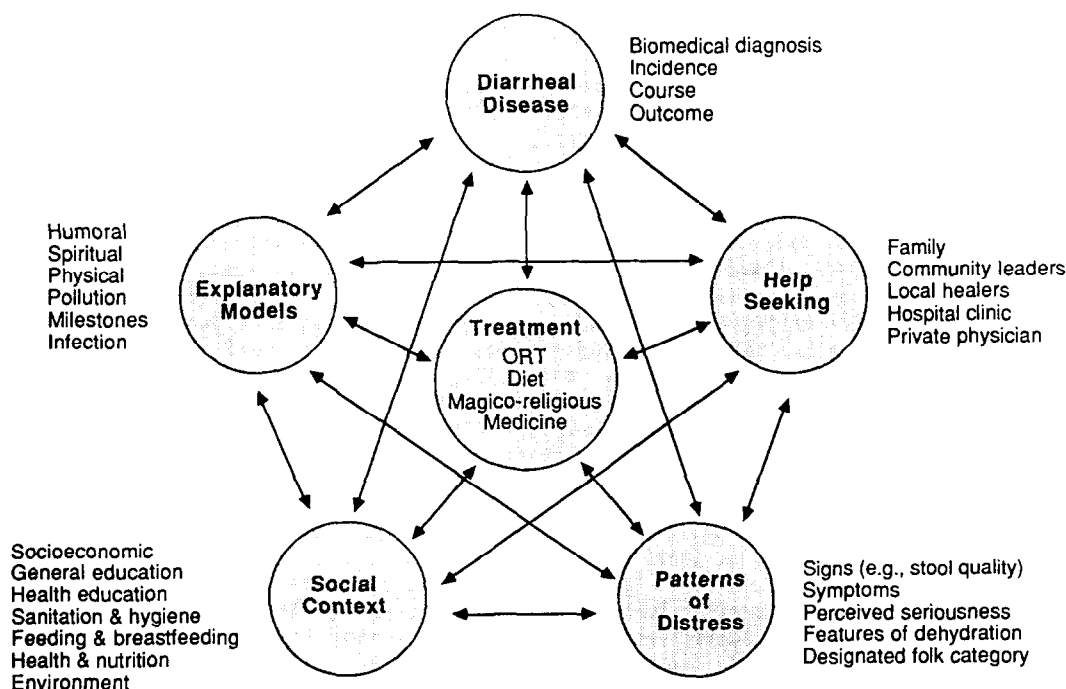 Diarrheal
Disease
Biomedical diagnosis
Incidence
Course
Outcome
Humoral
Spiritual
Physical
Pollution
Milestones
Infection
Explanatory
Models
Help
Seeking
Family
Community leaders
Local healers
Hospital clinic
Private physician
Treatment
ORT
Diet
Magico-religious
Medicine
Socioeconomic
General education
Health education
Sanitation & hygiene
Feeding & breastfeeding
Health & nutrition
Environment
Social
Context
Patterns
of
Distress
Signs (e.g., stool quality)
Symptoms
Perceived seriousness
Features of dehydration
Designated folk category